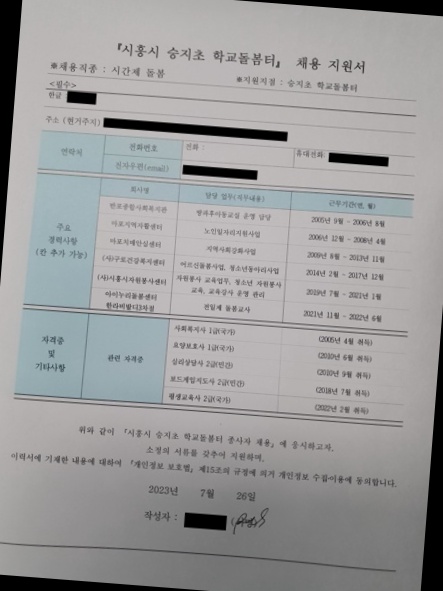 『시흥시 승지초 학교돌봄터』 채용 지원서
※채용직종 : 시간제 돌봄 ※지원지점 : 승지초 학교돌봄터
<필수>
한글
주소 (현거주지)
연락처 전화번호 전화 : 휴대전화
전자우편(email)
주요 경력사항 (칸 추가 가능)
회사명 담당 업무(직무내용) 근무기간(연, 월)
반포종합사회복지관 방과후아동교실 운영 담당 2005년 9월 - 2006년 8월
마포지역자활센터 노인일자리지원사업 2006년 12월 - 2008년 4월
마포치매안심센터 지역사회강화사업 2009년 8월 - 2013년 11월
(사)구로건강복지센터 어르신돌봄사업, 청소년동아리사업 2014년 2월 - 2017년 12월
(사)시흥시자원봉사센터 자원봉사 교육업무, 청소년 자원봉사 교육, 교육강사 운영 관리 2019년 7월 - 2021년 1월
아이누리돌봄센터 한라비발디3차점 전일제 돌봄교사 2021년 11월 - 2022년 6월
자격증 및 기타사항
관련 자격증
사회복지사 1급(국가) (2005년 4월 취득)
요양보호사 1급(국가) (2010년 6월 취득)
심리상담사 2급(민간) (2010년 9월 취득)
보드게임지도사 2급(민간) (2018년 7월 취득)
평생교육사 2급(국가) (2022년 2월 취득)
위와 같이 『시흥시 승지초 학교돌봄터 종사자 채용』에 응시하고자,
소정의 서류를 갖추어 지원하며,
이력서에 기재한 내용에 대하여 『개인정보 보호법』 제15조의 규정에 의거 개인정보 수집이용에 동의합니다.
2023년 7월 26일
작성자 :